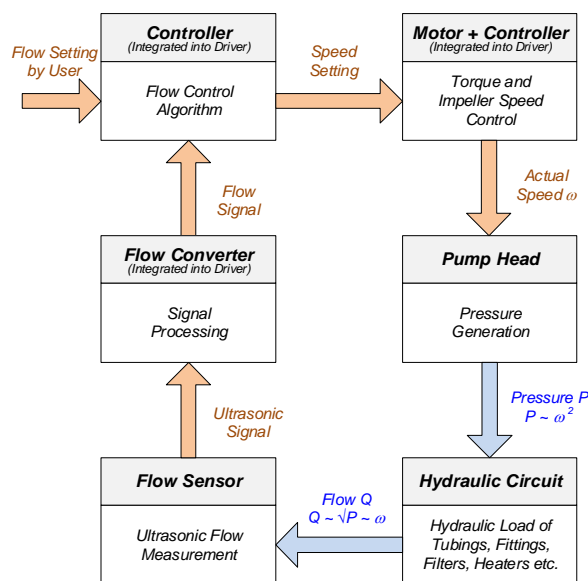 Controller
(Integrated into Driver)
Flow Control
Algorithm
Flow Setting
by User
Speed
Setting
Motor + Controller
(Integrated into Driver)
Torque and
Impeller Speed
Control
Actual
Speed ω
Flow
Signal
Flow Converter
(Integrated into Driver)
Signal
Processing
Pump Head
Pressure
Generation
Ultrasonic
Signal
Pressure P
P ~ ω²
Flow Sensor
Ultrasonic Flow
Measurement
Flow Q
Q ~ √P ~ ω
Hydraulic Circuit
Hydraulic Load of
Tubings, Fittings,
Filters, Heaters etc.